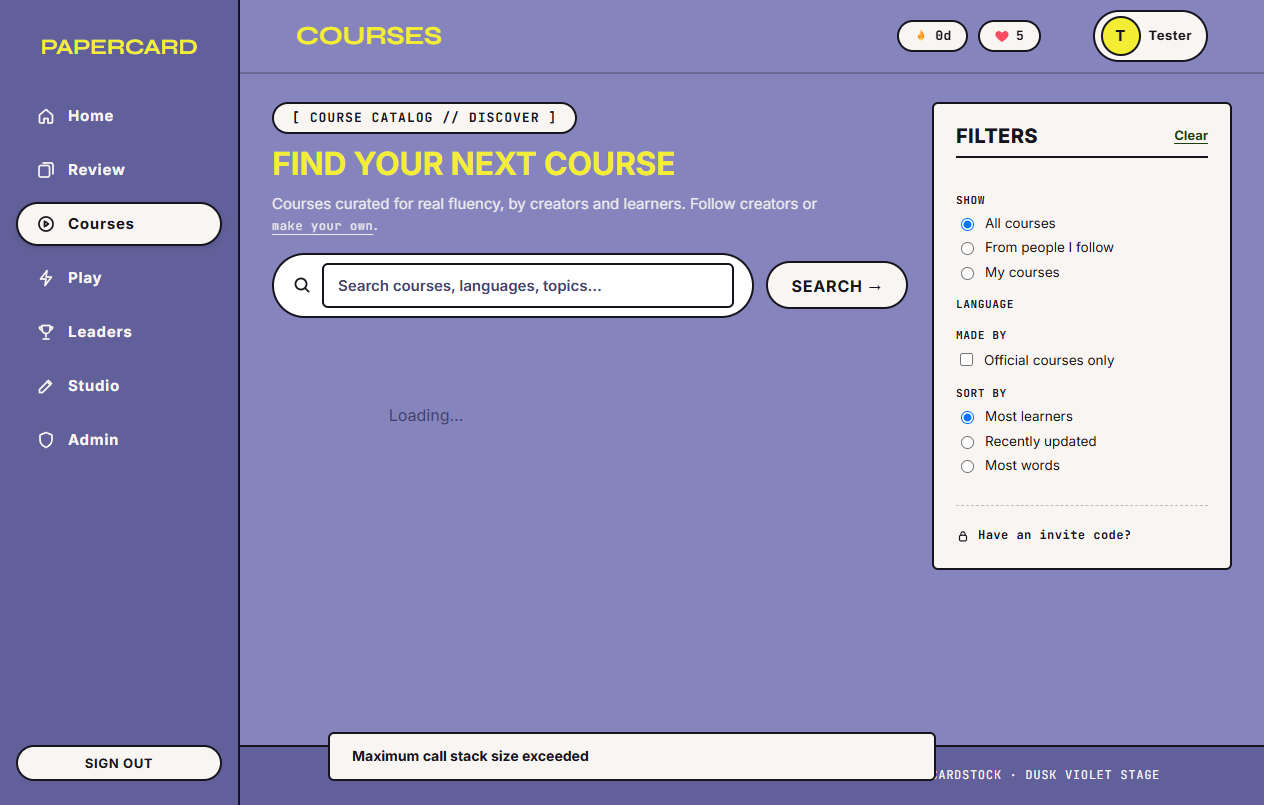 PAPERCARD
Home
Review
Courses
Play
Leaders
Studio
Admin
SIGN OUT
COURSES
0d
5
T
Tester
[ COURSE CATALOG // DISCOVER ]
FIND YOUR NEXT COURSE
Courses curated for real fluency, by creators and learners. Follow creators or
make your own.
Search courses, languages, topics...
SEARCH →
Loading...
FILTERS
Clear
SHOW
All courses
From people I follow
My courses
LANGUAGE
MADE BY
Official courses only
SORT BY
Most learners
Recently updated
Most words
Have an invite code?
Maximum call stack size exceeded
CARDSTOCK · DUSK VIOLET STAGE